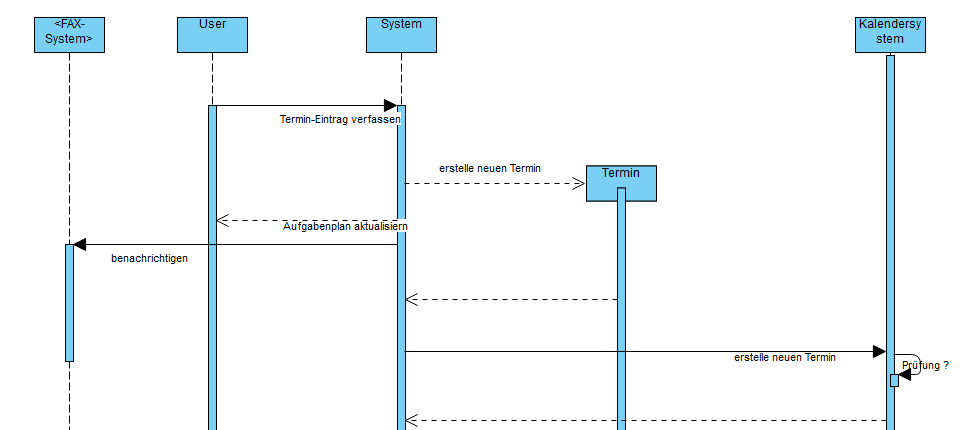 <FAX-
System>
User
System
Kalendersy
stem
Termin-Eintrag verfassen
erstelle neuen Termin
Termin
Aufgabenplan aktualisiern
benachrichtigen
erstelle neuen Termin
Prüfung ?